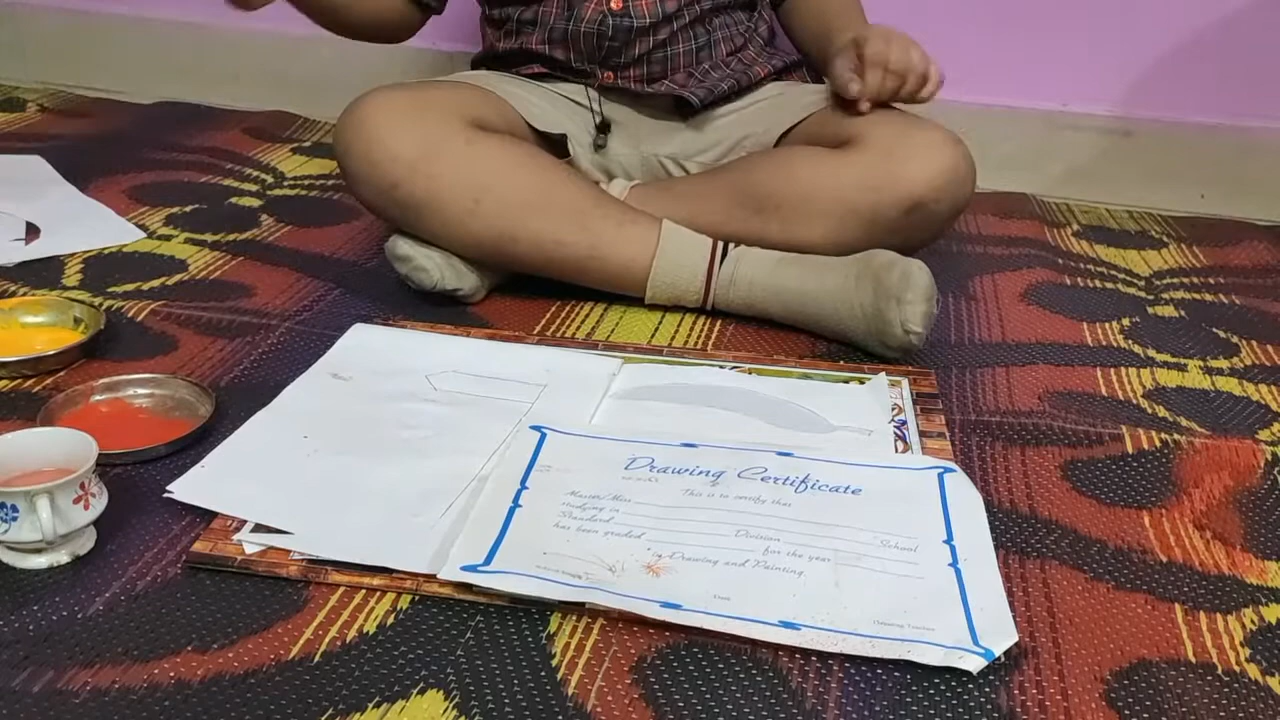 Drawing Certificate
This is to certify that
Master/Miss
studying in School
Standard Division
has been graded for the year
in Drawing and Painting.
Date
Drawing Teacher